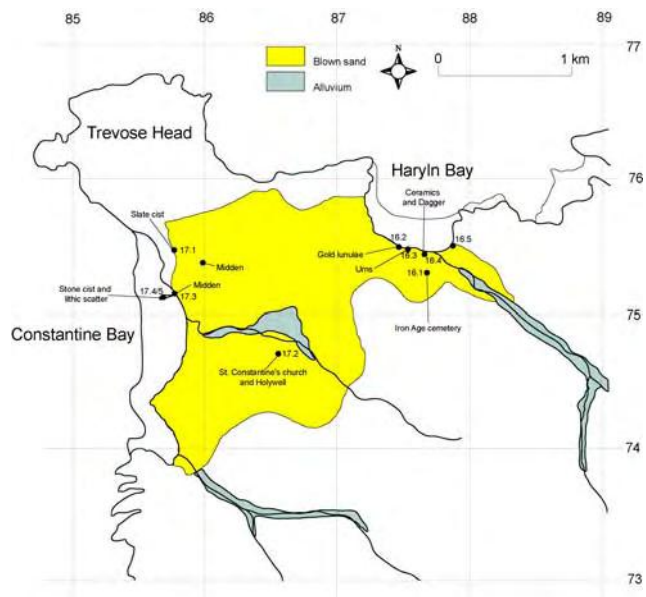 85
86
87
88
89
77
Blown sand
Alluvium
N
0
1 km
Trevose Head
76
Haryln Bay
Ceramics
and Dagger
Slate cist
17.1
16.2
16.5
Gold lunulae
16.3
16.4
Urns
Midden
16.1
Stone cist and
lithic scatter
17.4/5
Midden
17.3
Iron Age cemetery
75
Constantine Bay
17.2
St. Constantine's church
and Holywell
74
73